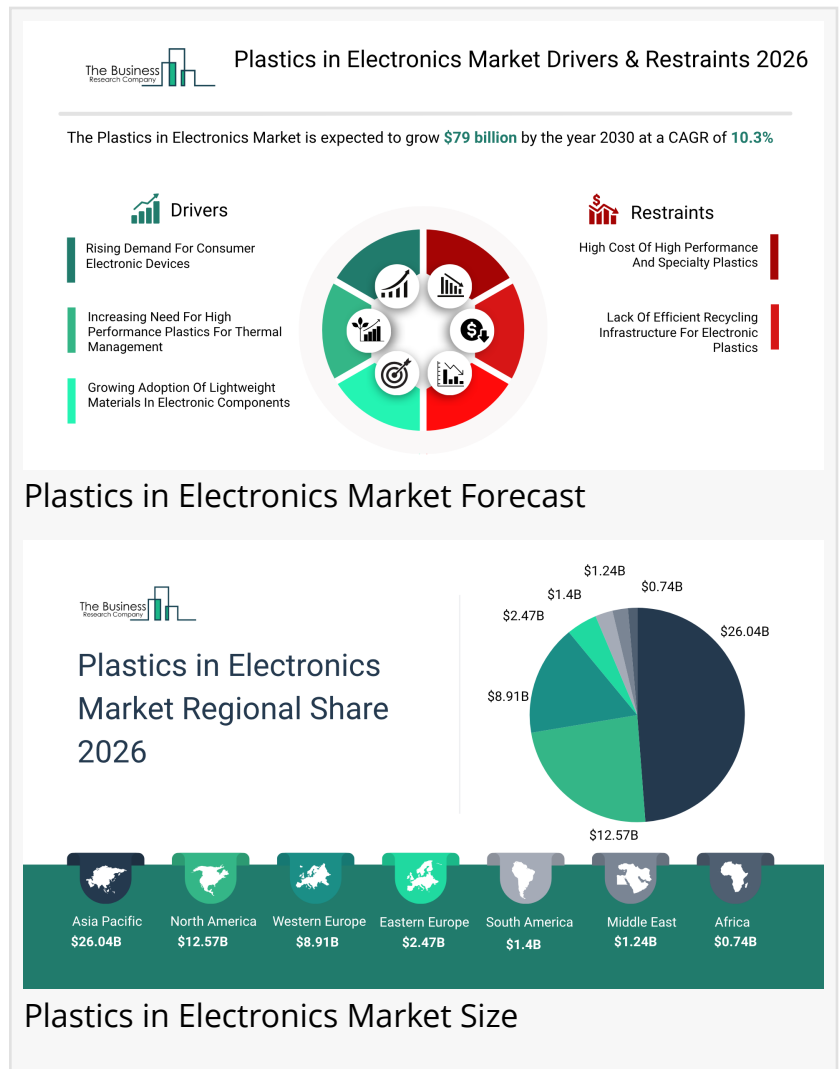 The Business
Research Company
Plastics in Electronics Market Drivers & Restraints 2026
The Plastics in Electronics Market is expected to grow $79 billion by the year 2030 at a CAGR of 10.3%
Drivers
Rising Demand For Consumer
Electronic Devices
Increasing Need For High
Performance Plastics For Thermal
Management
Growing Adoption Of Lightweight
Materials In Electronic Components
$
Restraints
High Cost Of High Performance
And Specialty Plastics
Lack Of Efficient Recycling
Infrastructure For Electronic
Plastics
$
Plastics in Electronics Market Forecast
The Business
Research Company
Plastics in Electronics
Market Regional Share
2026
$1.24B
$0.74B
$1.4B
$2.47B
$26.04B
$8.91B
$12.57B
Asia Pacific
$26.04B
North America
$12.57B
Western Europe
$8.91B
Eastern Europe
$2.47B
South America
$1.4B
Middle East
$1.24B
Africa
$0.74B
Plastics in Electronics Market Size